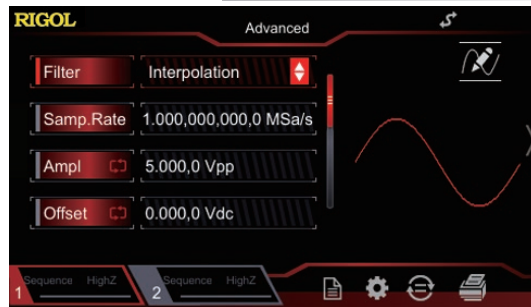 RIGOL
Advanced
Filter Interpolation
Samp.Rate 1.000,000,000,0 MSa/s
Ampl 5.000,0 Vpp
Offset 0.000,0 Vdc
Sequence HighZ Sequence HighZ
1 2